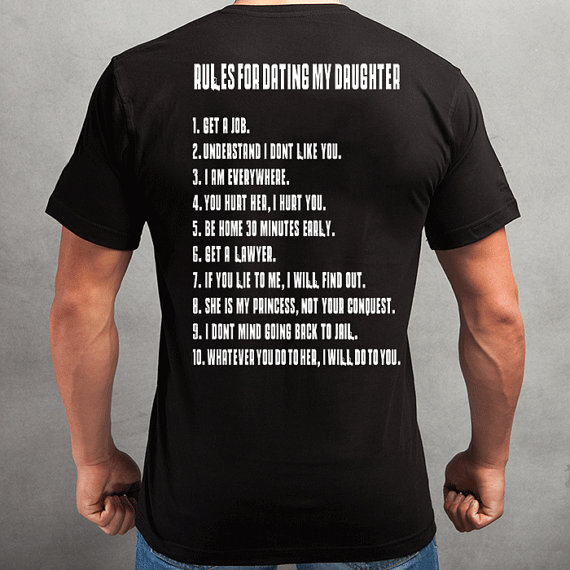 RULES FOR DATING MY DAUGHTER
1. GET A JOB.
2. UNDERSTAND I DONT LIKE YOU.
3. I AM EVERYWHERE.
4. YOU HURT HER, I HURT YOU.
5. BE HOME 30 MINUTES EARLY.
6. GET A LAWYER.
7. IF YOU LIE TO ME, I WILL FIND OUT.
8. SHE IS MY PRINCESS, NOT YOUR CONQUEST.
9. I DONT MIND GOING BACK TO JAIL.
10. WHATEVER YOU DO TO HER, I WILL DO TO YOU.